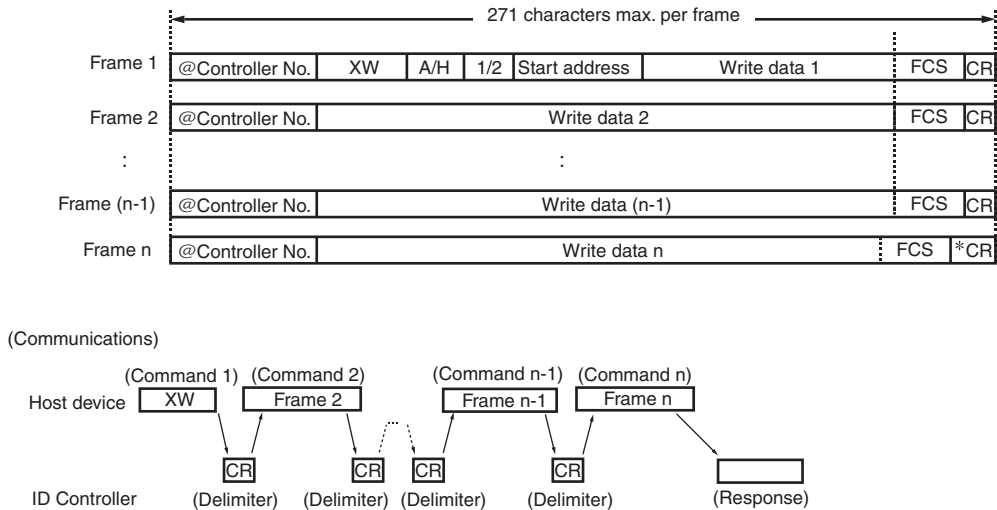 271 characters max. per frame
Frame 1 @Controller No. XW A/H 1/2 Start address Write data 1 FCS CR
Frame 2 @Controller No. Write data 2 FCS CR
: :
Frame (n-1) @Controller No. Write data (n-1) FCS CR
Frame n @Controller No. Write data n FCS *CR
(Communications)
(Command 1) (Command 2) (Command n-1) (Command n)
Host device XW Frame 2 Frame n-1 Frame n
CR CR CR CR
ID Controller (Delimiter) (Delimiter) (Delimiter) (Delimiter) (Response)